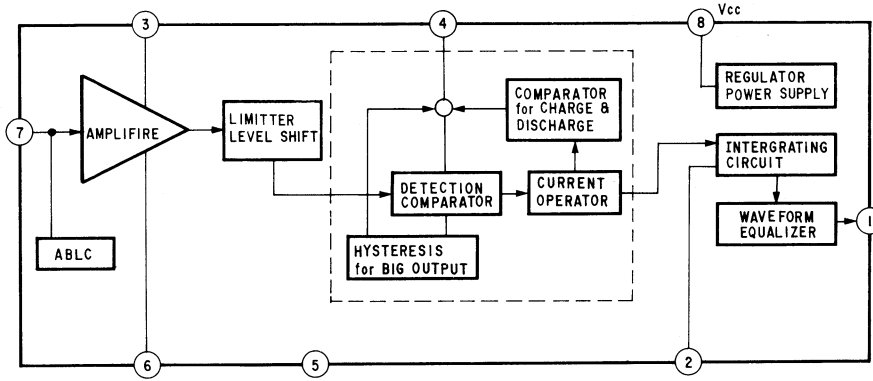 3
4
8
Vcc
7
AMPLIFIRE
LIMITTER
LEVEL SHIFT
COMPARATOR
for CHARGE &
DISCHARGE
REGULATOR
POWER SUPPLY
INTERGRATING
CIRCUIT
DETECTION
COMPARATOR
CURRENT
OPERATOR
WAVEFORM
EQUALIZER
1
ABLC
HYSTERESIS
for BIG OUTPUT
6
5
2